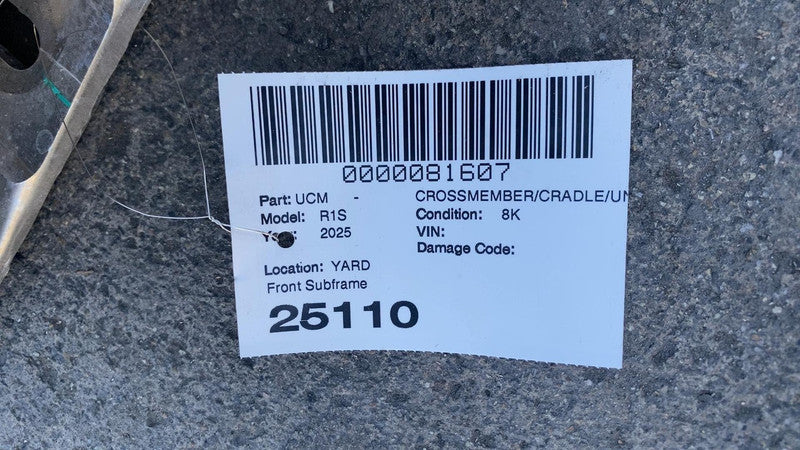 0000081607
Part: UCM - CROSSMEMBER/CRADLE/UN
Model: R1S Condition: 8K
2025 VIN:
Damage Code:
Location: YARD
Front Subframe
25110